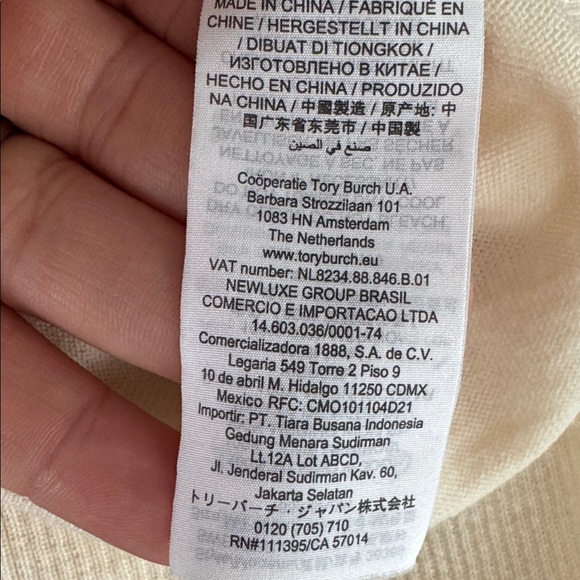 MADE IN CHINA / FABRIQUÉ EN
CHINE / HERGESTELLT IN CHINA
/ DIBUAT DI TIONGKOK /
ИЗГОТОВЛЕНО В КИТАЕ /
HECHO EN CHINA / PRODUZIDO
NA CHINA / 中國製造 / 原产地: 中
国广东省东莞市 / 中国製
صنع في الصين
Coöperatie Tory Burch U.A.
Barbara Strozzilaan 101
1083 HN Amsterdam
The Netherlands
www.toryburch.eu
VAT number: NL8234.88.846.B.01
NEWLUXE GROUP BRASIL
COMERCIO E IMPORTACAO LTDA
14.603.036/0001-74
Comercializadora 1888, S.A. de C.V.
Legaria 549 Torre 2 Piso 9
10 de abril M. Hidalgo 11250 CDMX
Mexico RFC: CMO101104D21
Importir: PT. Tiara Busana Indonesia
Gedung Menara Sudirman
Lt.12A Lot ABCD,
Jl. Jenderal Sudirman Kav. 60,
Jakarta Selatan
トリーバーチ・ジャパン株式会社
0120 (705) 710
RN#111395/CA 57014